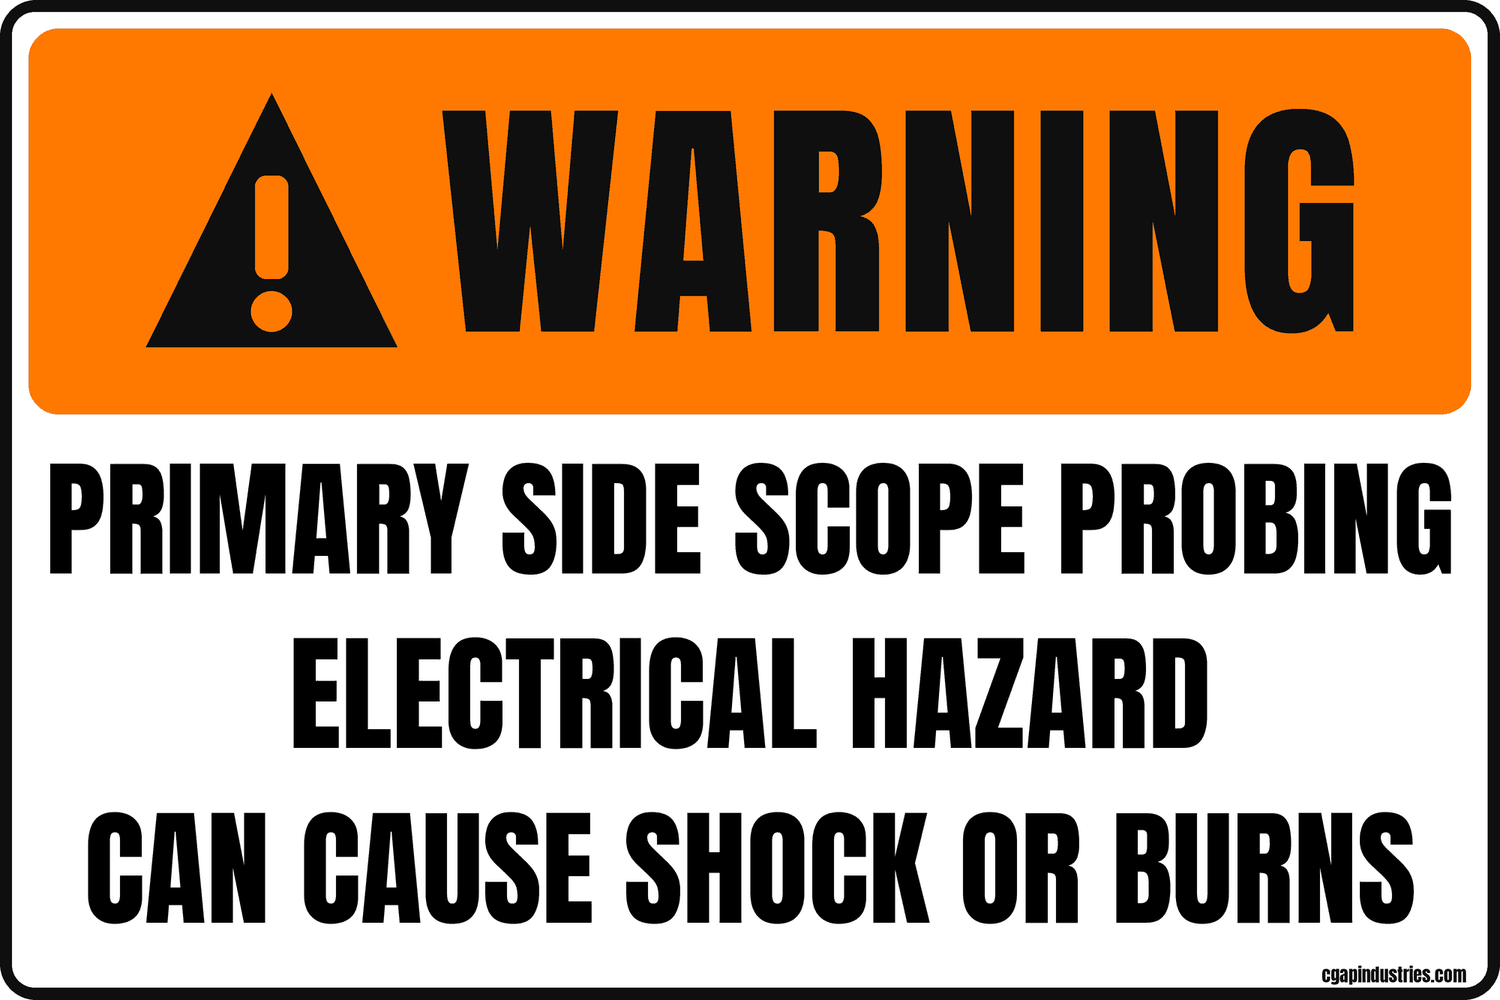 WARNING
PRIMARY SIDE SCOPE PROBING
ELECTRICAL HAZARD
CAN CAUSE SHOCK OR BURNS
cgapindustries.com